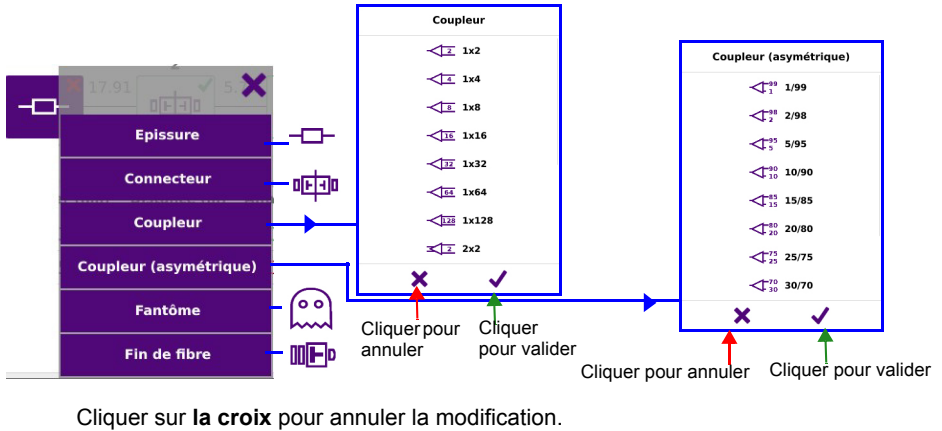 17.91
5.
Epissure
Connecteur
Coupleur
Coupleur (asymétrique)
Fantôme
Fin de fibre
Coupleur
2 1x2
4 1x4
8 1x8
16 1x16
32 1x32
64 1x64
128 1x128
2 2x2
Cliquer pour
annuler
Cliquer
pour valider
Coupleur (asymétrique)
99
1 1/99
98
2 2/98
95
5 5/95
90
10 10/90
85
15 15/85
80
20 20/80
75
25 25/75
70
30 30/70
Cliquer pour annuler
Cliquer pour valider
Cliquer sur la croix pour annuler la modification.